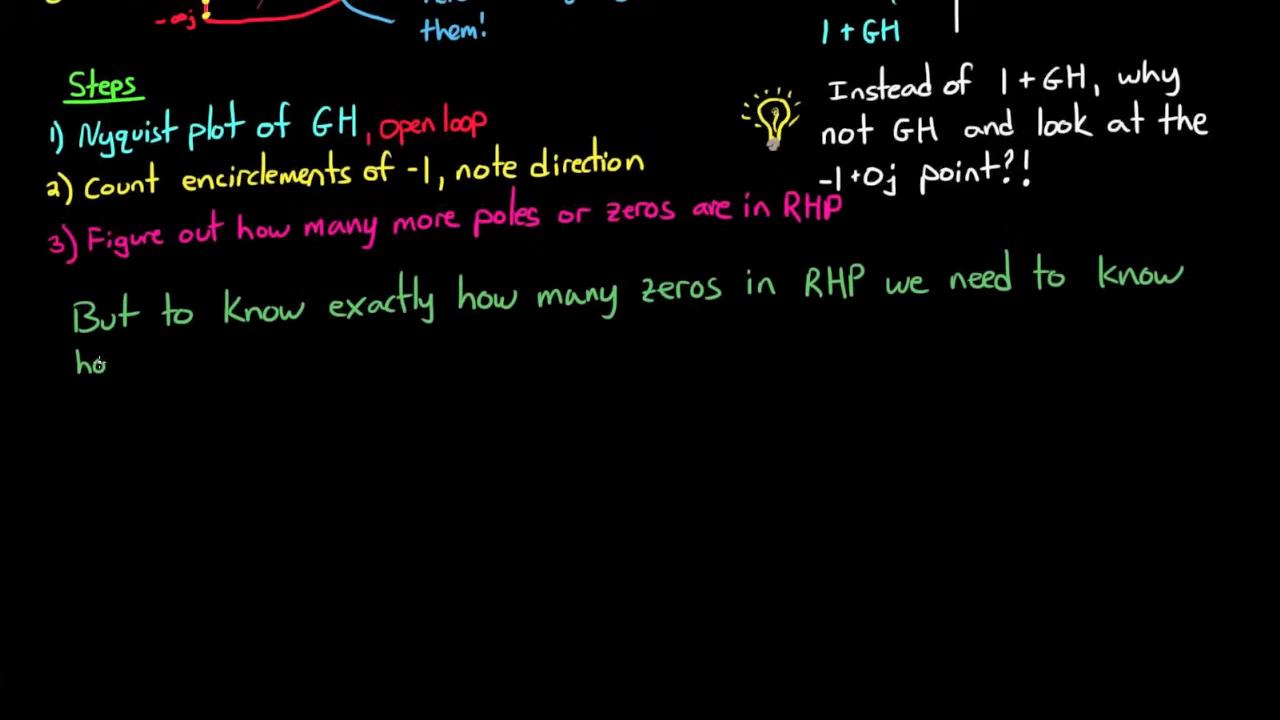 -∞j
them!
1 + GH
Steps
1) Nyquist plot of GH, open loop
2) Count encirclements of -1, note direction
3) Figure out how many more poles or zeros are in RHP
Instead of 1 + GH, why
not GH and look at the
-1+0j point?!
But to know exactly how many zeros in RHP we need to know
ho